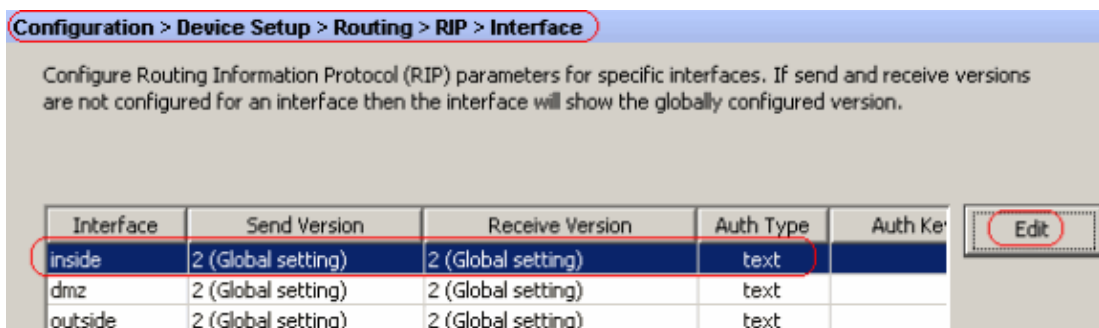 Configuration > Device Setup > Routing > RIP > Interface
Configure Routing Information Protocol (RIP) parameters for specific interfaces. If send and receive versions
are not configured for an interface then the interface will show the globally configured version.
Interface Send Version Receive Version Auth Type Auth Ke
Edit
inside 2 (Global setting) 2 (Global setting) text
dmz 2 (Global setting) 2 (Global setting) text
outside 2 (Global setting) 2 (Global setting) text